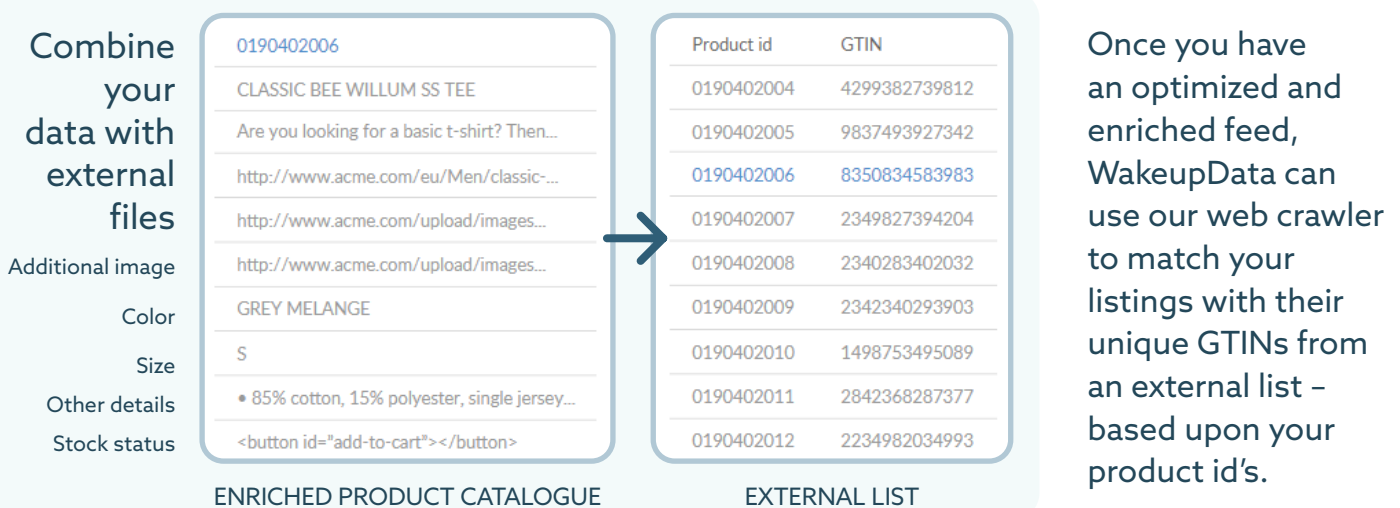 Combine
your
data with
external
files
Additional image
Color
Size
Other details
Stock status
0190402006
CLASSIC BEE WILLUM SS TEE
Are you looking for a basic t-shirt? Then...
http://www.acme.com/eu/Men/classic-...
http://www.acme.com/upload/images...
http://www.acme.com/upload/images...
GREY MELANGE
S
• 85% cotton, 15% polyester, single jersey...
<button id="add-to-cart"></button>
ENRICHED PRODUCT CATALOGUE
Product id GTIN
0190402004 4299382739812
0190402005 9837493927342
0190402006 8350834583983
0190402007 2349827394204
0190402008 2340283402032
0190402009 2342340293903
0190402010 1498753495089
0190402011 2842368287377
0190402012 2234982034993
EXTERNAL LIST
Once you have
an optimized and
enriched feed,
WakeupData can
use our web crawler
to match your
listings with their
unique GTINs from
an external list –
based upon your
product id's.